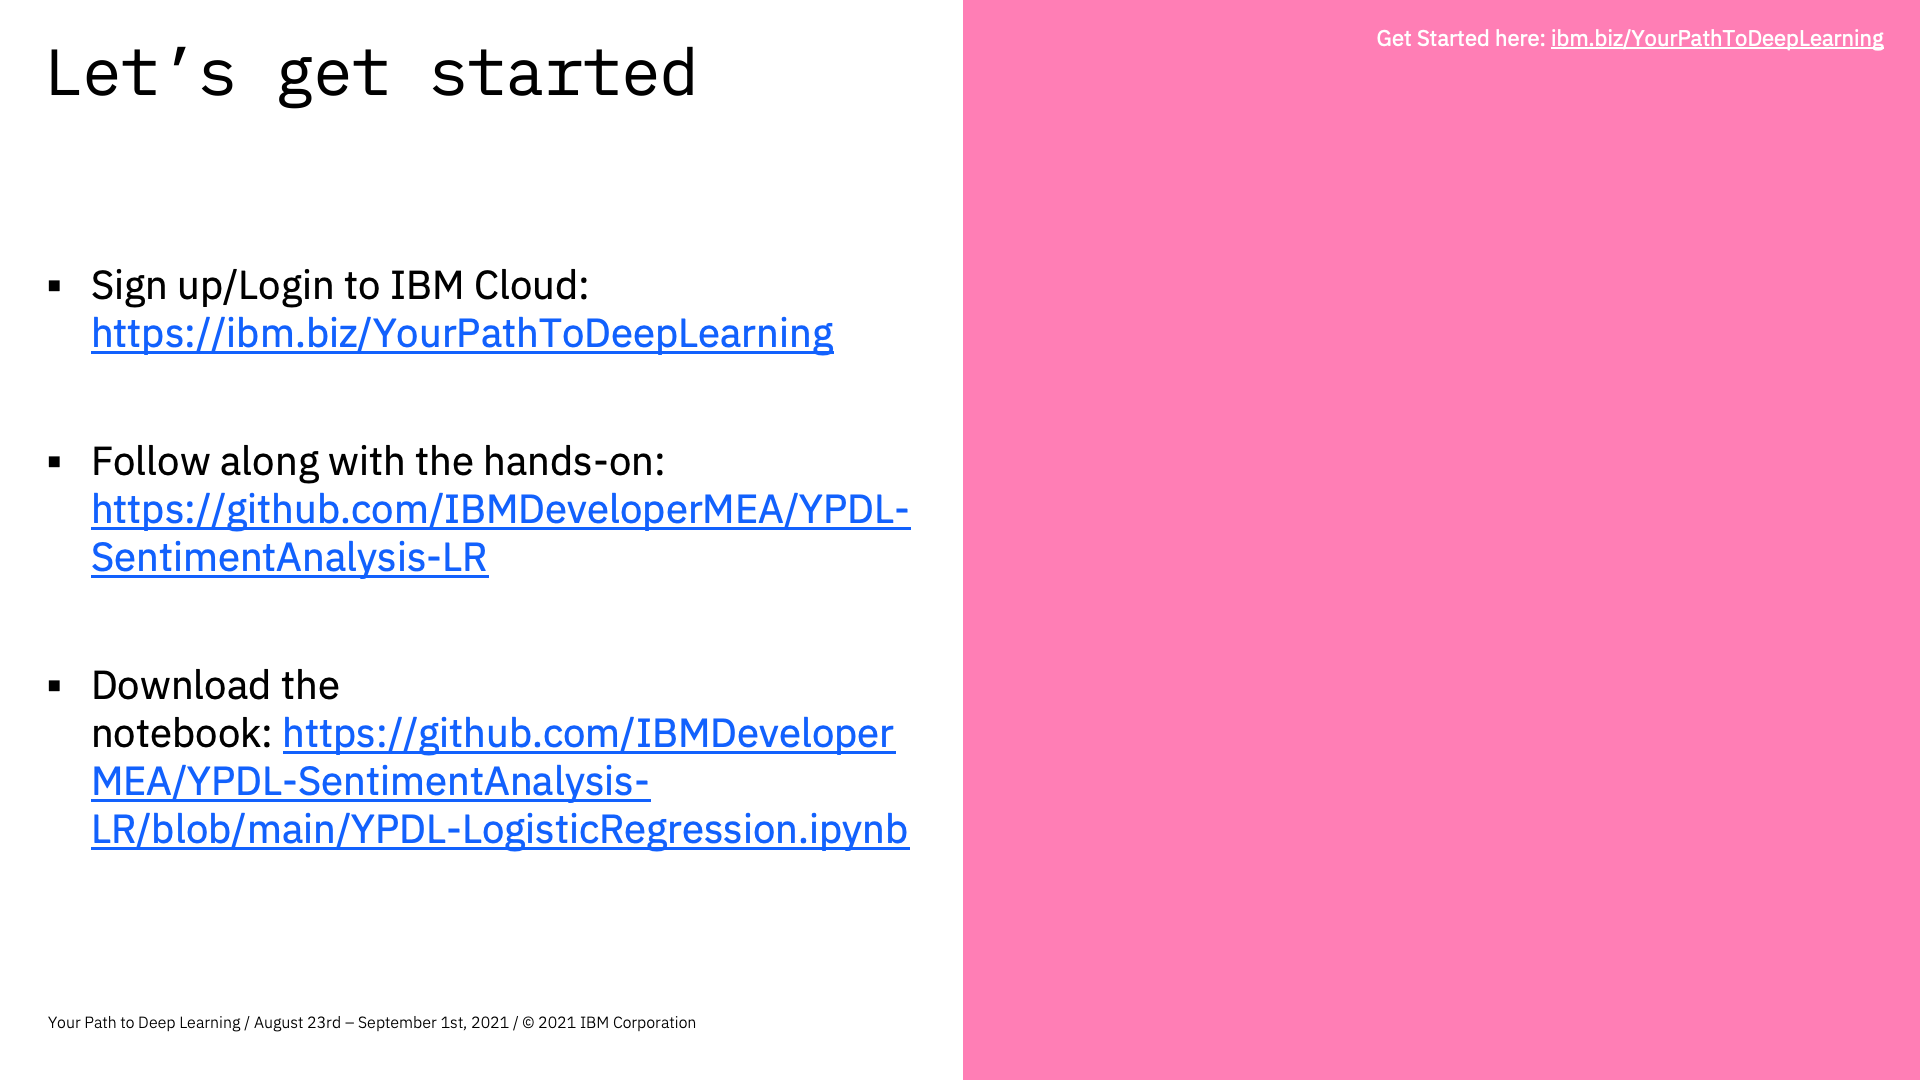 Let’s get started
Get Started here: ibm.biz/YourPathToDeepLearning
▪ Sign up/Login to IBM Cloud:
https://ibm.biz/YourPathToDeepLearning
▪ Follow along with the hands-on:
https://github.com/IBMDeveloperMEA/YPDL-
SentimentAnalysis-LR
▪ Download the
notebook: https://github.com/IBMDeveloper
MEA/YPDL-SentimentAnalysis-
LR/blob/main/YPDL-LogisticRegression.ipynb
Your Path to Deep Learning / August 23rd – September 1st, 2021 / © 2021 IBM Corporation